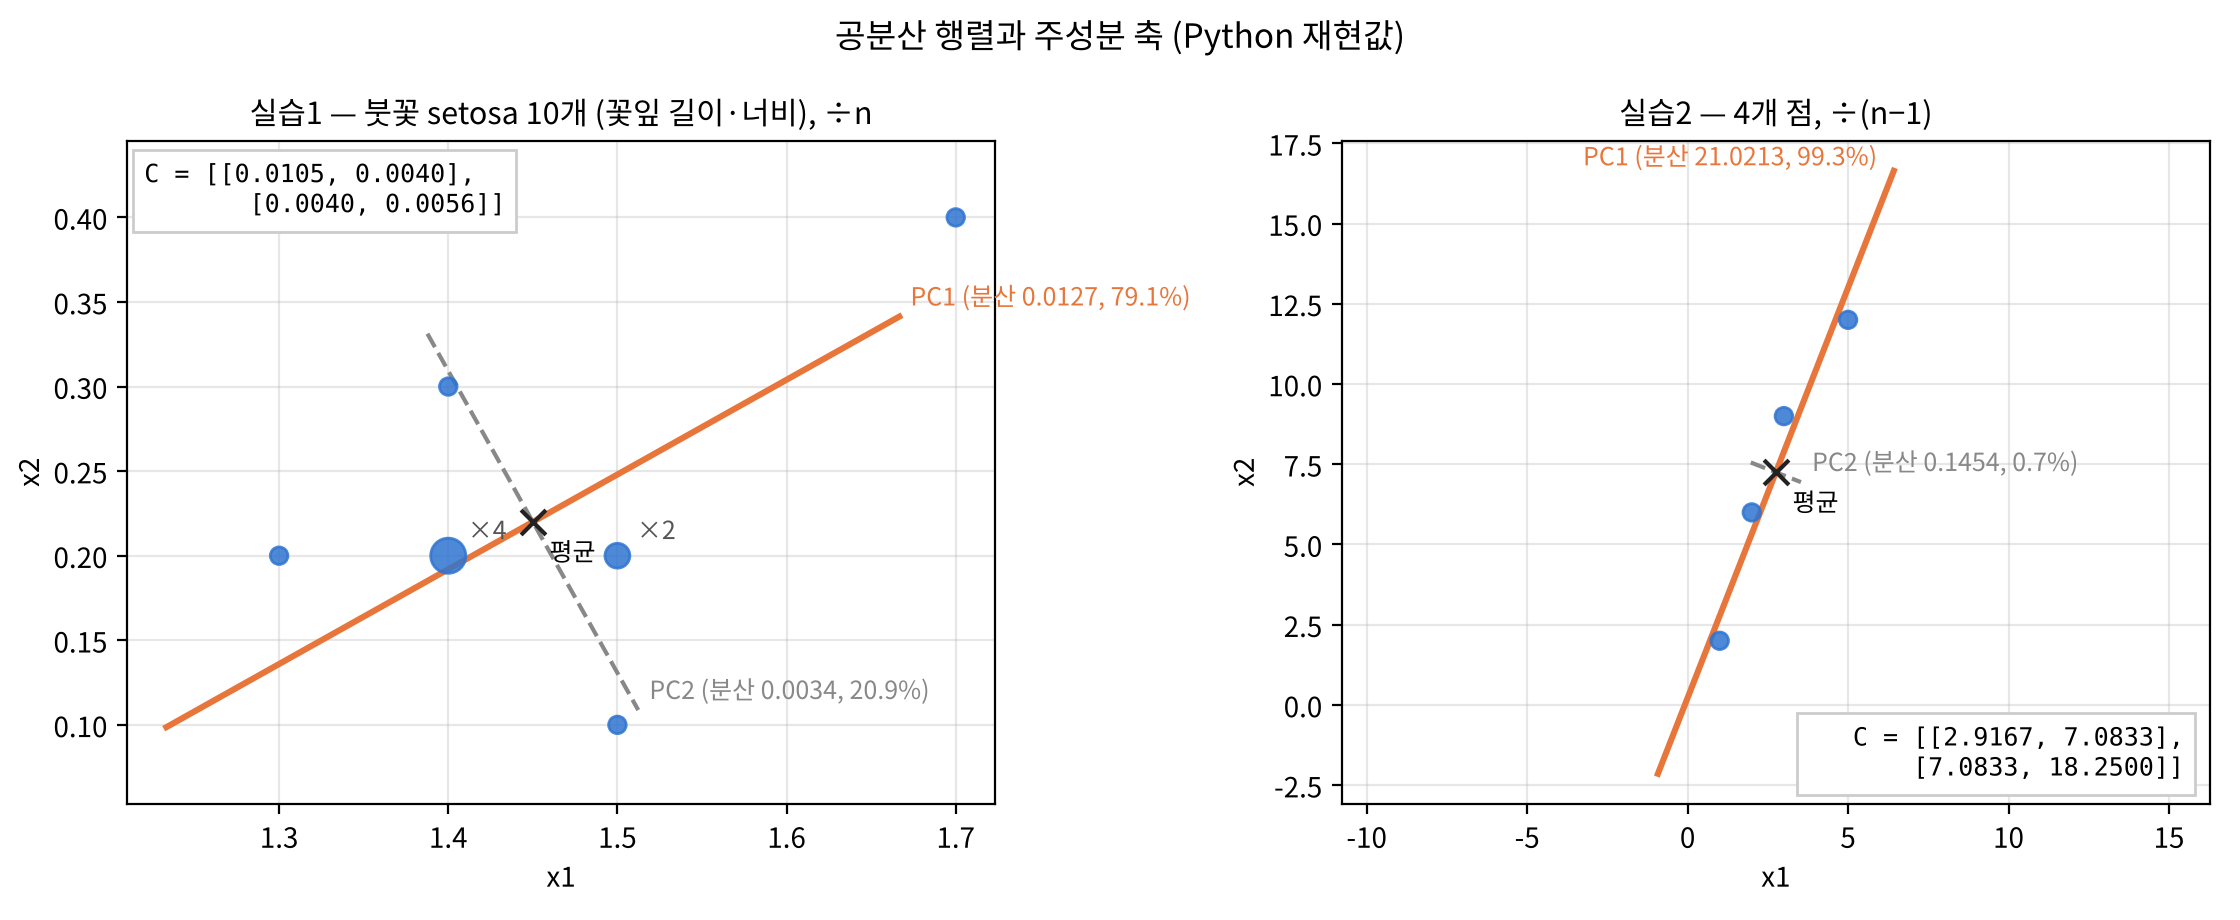 공분산 행렬과 주성분 축 (Python 재현값)
실습1 — 붓꽃 setosa 10개 (꽃잎 길이·너비), ÷n
C = [[0.0105, 0.0040],
[0.0040, 0.0056]]
PC1 (분산 0.0127, 79.1%)
×4
×2
평균
PC2 (분산 0.0034, 20.9%)
0.40
0.35
0.30
0.25
0.20
0.15
0.10
x2
1.3 1.4 1.5 1.6 1.7
x1
실습2 — 4개 점, ÷(n−1)
PC1 (분산 21.0213, 99.3%)
PC2 (분산 0.1454, 0.7%)
평균
C = [[2.9167, 7.0833],
[7.0833, 18.2500]]
17.5
15.0
12.5
10.0
7.5
5.0
2.5
0.0
-2.5
x2
-10 -5 0 5 10 15
x1